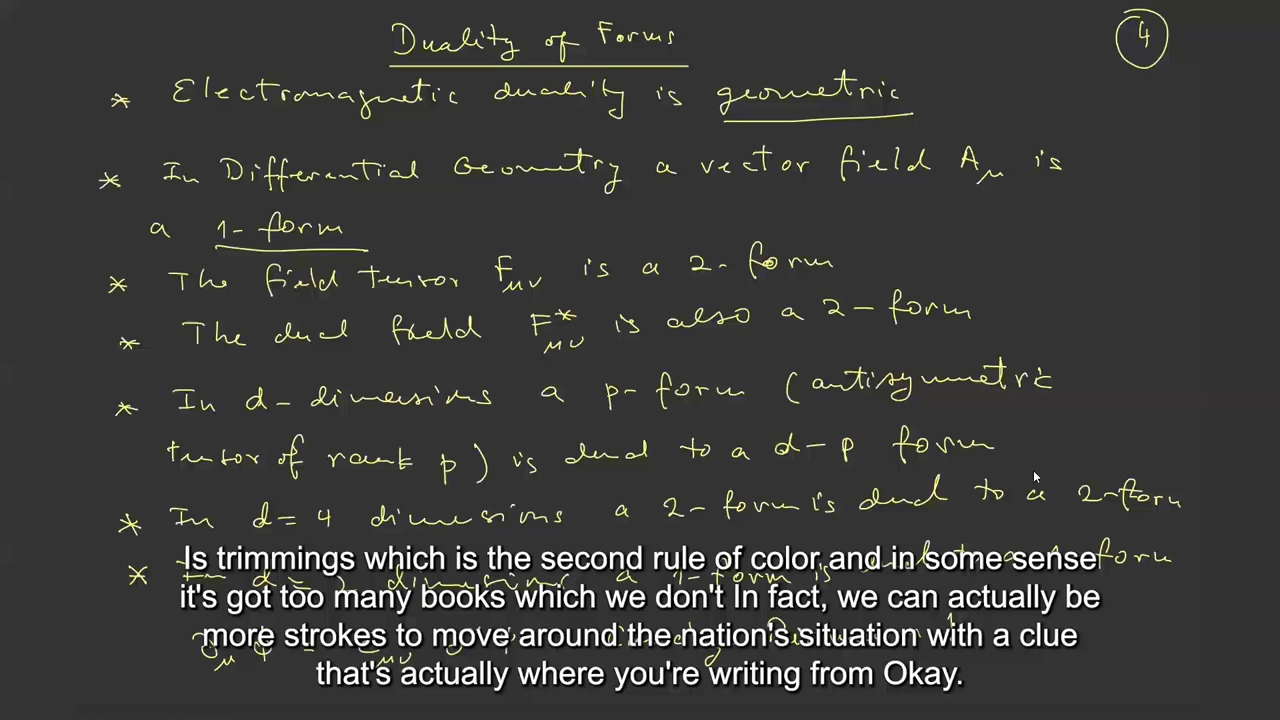 Duality of Forms
4
* Electromagnetic duality is geometric
* In Differential Geometry a vector field Aμ is
a 1-form
* The field tensor Fμν is a 2-form
* The dual field F*μν is also a 2-form
* In d-dimensions a p-form (antisymmetric
tensor of rank p) is dual to a d-p form
* In d=4 dimensions a 2-form is dual to a 2-form
Is trimmings which is the second rule of color and in some sense
it's got too many books which we don't In fact, we can actually be
more strokes to move around the nation's situation with a clue
that's actually where you're writing from Okay.